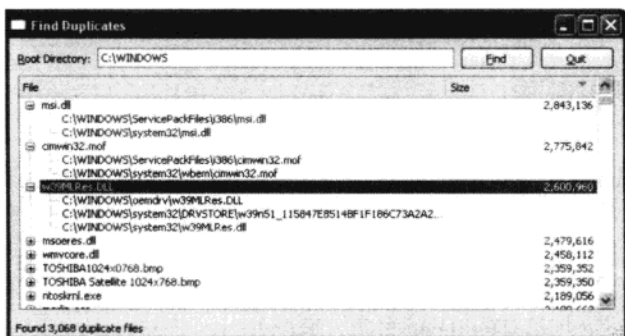 Find Duplicates
Root Directory: C:\WINDOWS Find Quit
File Size
msi.dll 2,843,136
C:\WINDOWS\ServicePackFiles\i386\msi.dll
C:\WINDOWS\system32\msi.dll
cimwin32.mof 2,775,842
C:\WINDOWS\ServicePackFiles\i386\cimwin32.mof
C:\WINDOWS\system32\wbem\cimwin32.mof
w39MLRes.DLL 2,600,960
C:\WINDOWS\oemdrv\w39MLRes.DLL
C:\WINDOWS\system32\DRVSTORE\w39n51_115847E8514BF1F186C73A2A2...
C:\WINDOWS\system32\w39MLRes.dll
msoeres.dll 2,479,616
wmvcore.dll 2,458,112
TOSHIBA1024x0768.bmp 2,359,352
TOSHIBA Satellite 1024x768.bmp 2,359,350
ntoskrnl.exe 2,189,056
Found 3,068 duplicate files